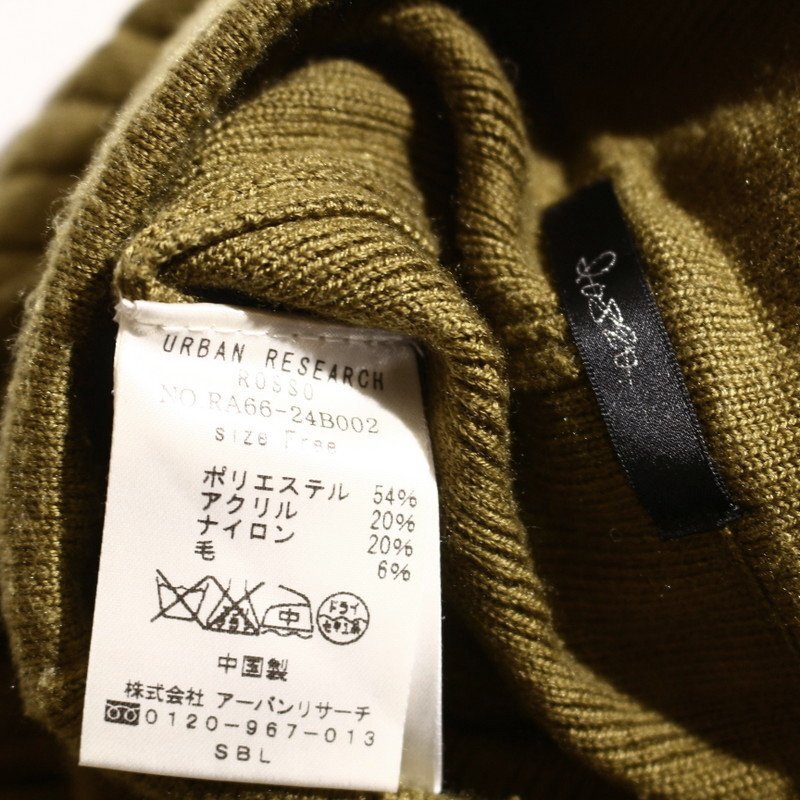 URBAN RESEARCH
ROSSO
NO.RA66-24B002
SIZE Free
ポリエステル 54%
アクリル 20%
ナイロン 20%
毛 6%
中
ドライ
中国製
株式会社 アーバンリサーチ
0120-967-013
SBL
Rosso